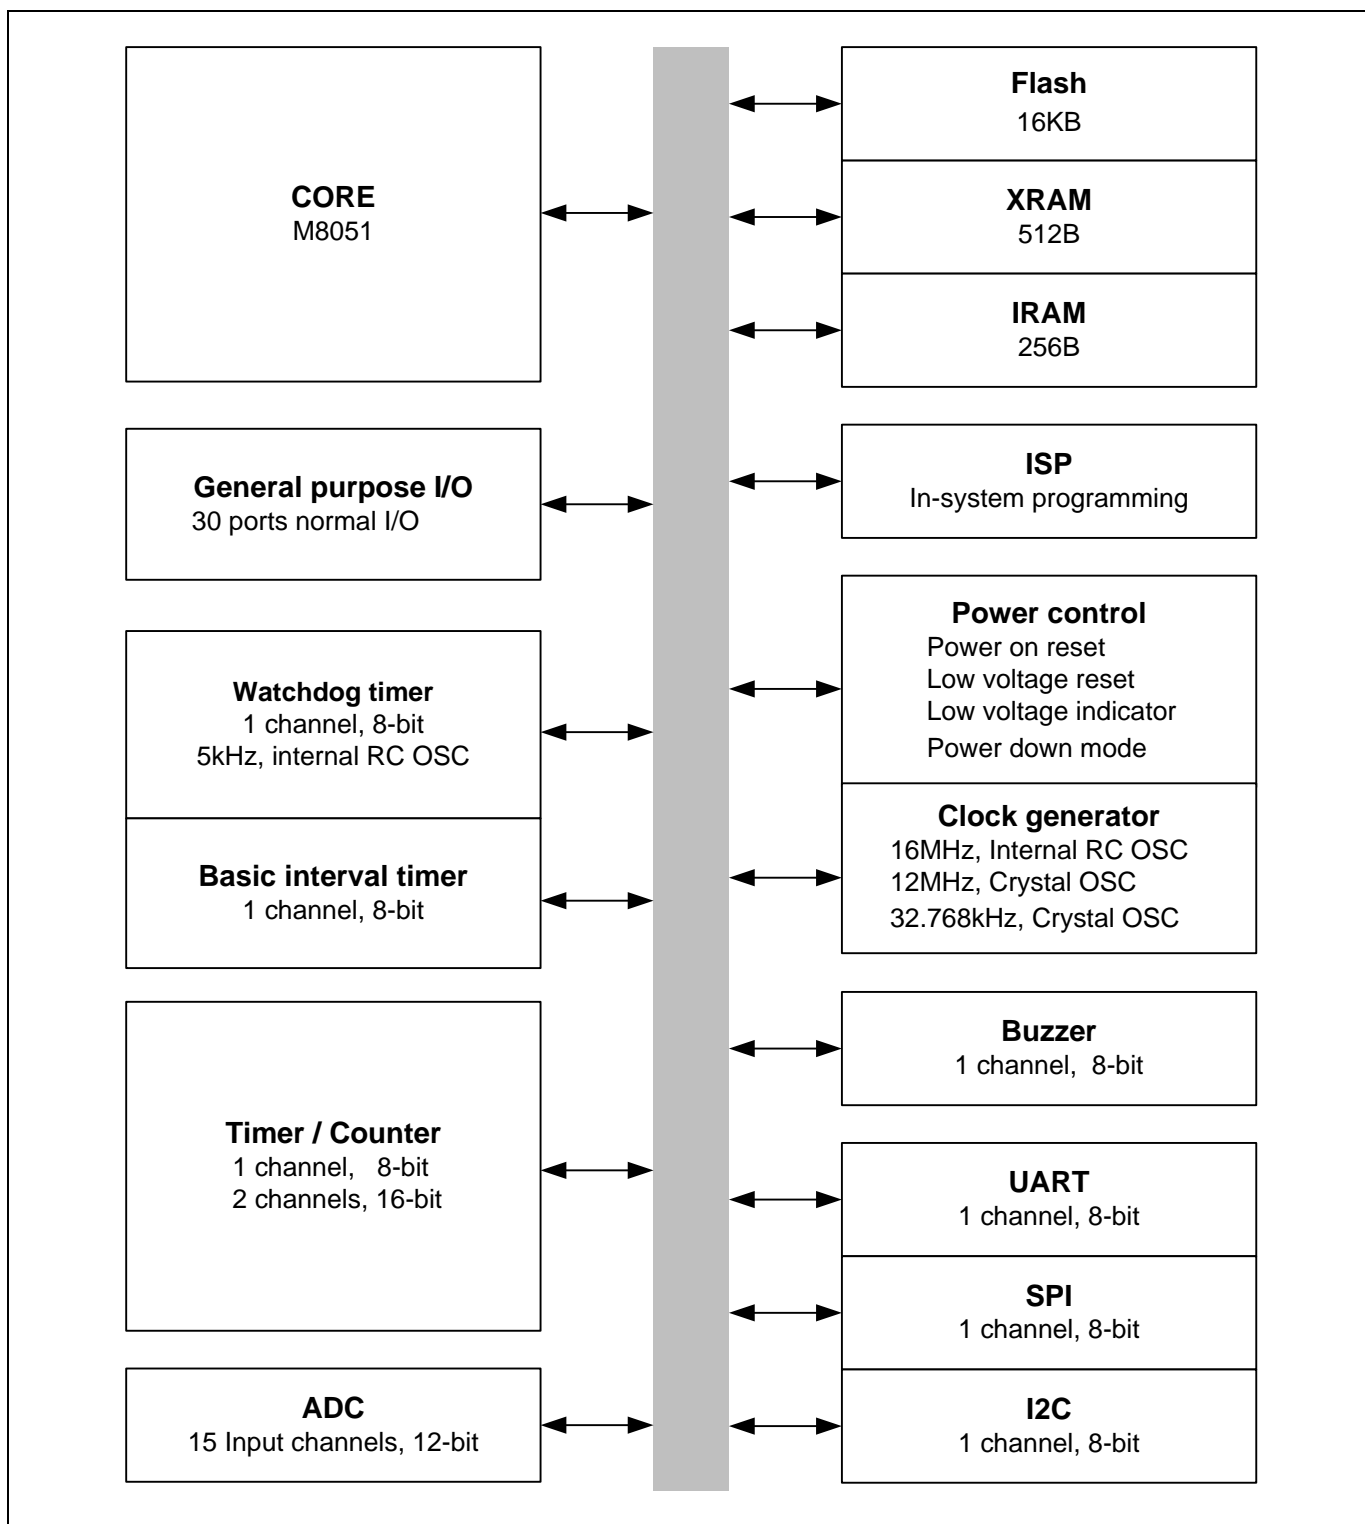 CORE
M8051
General purpose I/O
30 ports normal I/O
Watchdog timer
1 channel, 8-bit
5kHz, internal RC OSC
Basic interval timer
1 channel, 8-bit
Timer / Counter
1 channel, 8-bit
2 channels, 16-bit
ADC
15 Input channels, 12-bit
Flash
16KB
XRAM
512B
IRAM
256B
ISP
In-system programming
Power control
Power on reset
Low voltage reset
Low voltage indicator
Power down mode
Clock generator
16MHz, Internal RC OSC
12MHz, Crystal OSC
32.768kHz, Crystal OSC
Buzzer
1 channel, 8-bit
UART
1 channel, 8-bit
SPI
1 channel, 8-bit
I2C
1 channel, 8-bit